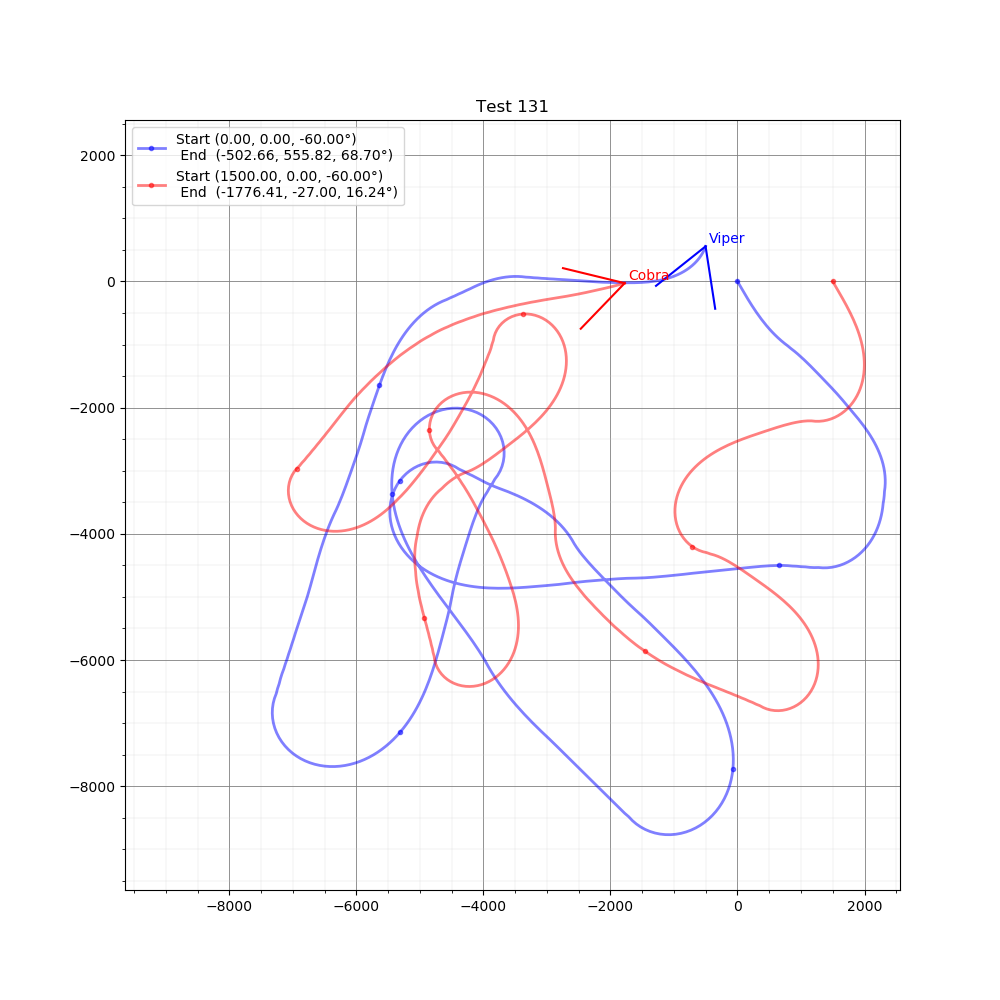 Test 131
Start (0.00, 0.00, -60.00°)
End  (-502.66, 555.82, 68.70°)
Start (1500.00, 0.00, -60.00°)
End  (-1776.41, -27.00, 16.24°)
Viper
Cobra
2000
0
−2000
−4000
−6000
−8000
−8000
−6000
−4000
−2000
0
2000